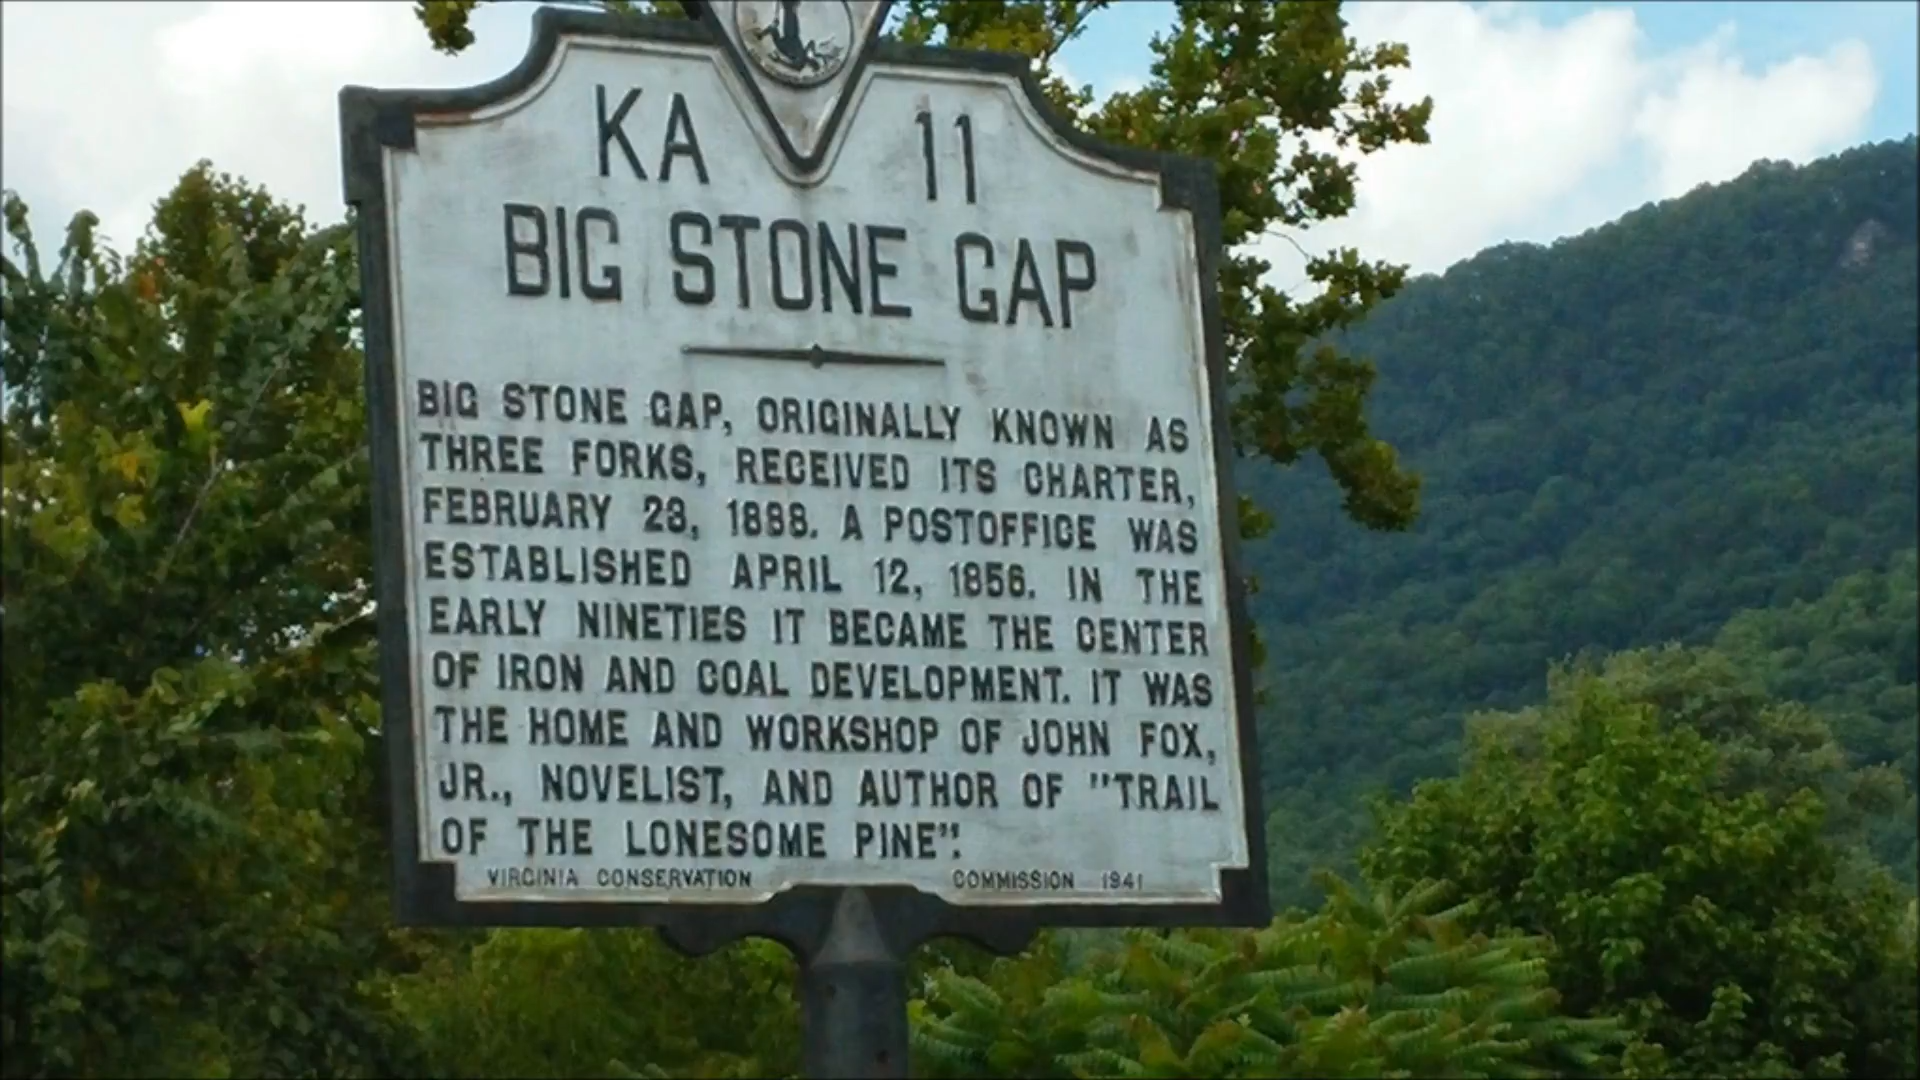 KA 11
BIG STONE GAP
BIG STONE GAP, ORIGINALLY KNOWN AS
THREE FORKS, RECEIVED ITS CHARTER,
FEBRUARY 23, 1888. A POSTOFFICE WAS
ESTABLISHED APRIL 12, 1856. IN THE
EARLY NINETIES IT BECAME THE CENTER
OF IRON AND COAL DEVELOPMENT. IT WAS
THE HOME AND WORKSHOP OF JOHN FOX,
JR., NOVELIST, AND AUTHOR OF "TRAIL
OF THE LONESOME PINE".
VIRGINIA CONSERVATION COMMISSION 1941